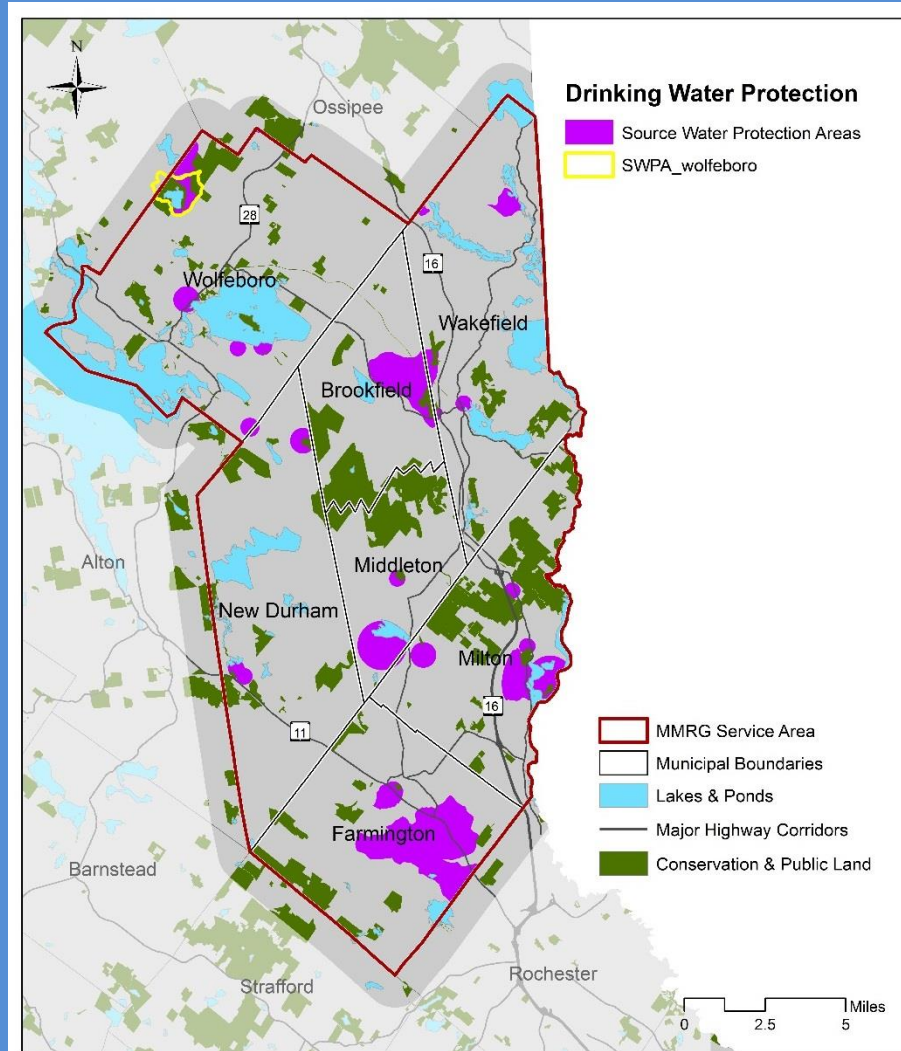 N
Ossipee
Drinking Water Protection
Source Water Protection Areas
SWPA_wolfeboro
28
16
Wolfeboro
Wakefield
Brookfield
Alton
Middleton
New Durham
Milton
16
11
MMRG Service Area
Municipal Boundaries
Lakes & Ponds
Major Highway Corridors
Conservation & Public Land
Farmington
Barnstead
Rochester
Strafford
Miles
0 2.5 5